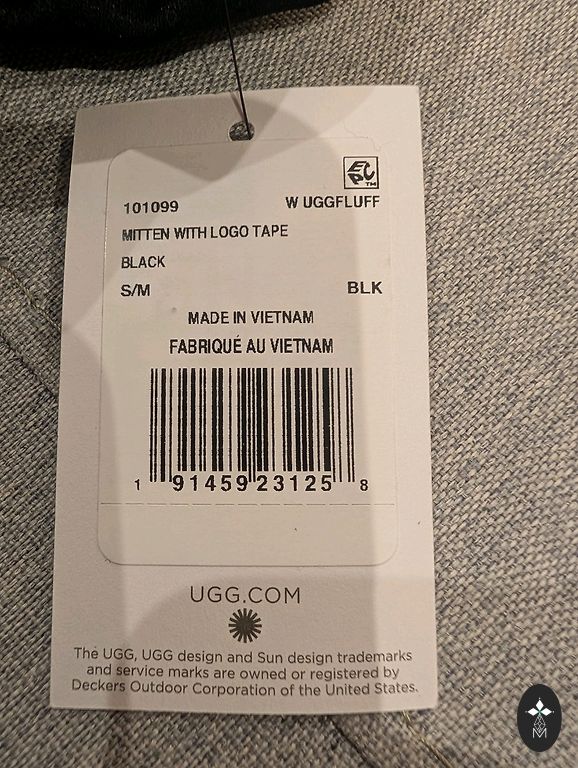 EPC TM
101099 W UGGFLUFF
MITTEN WITH LOGO TAPE
BLACK
S/M BLK
MADE IN VIETNAM
FABRIQUÉ AU VIETNAM
1 91459 23125 8
UGG.COM
The UGG, UGG design and Sun design trademarks
and service marks are owned or registered by
Deckers Outdoor Corporation of the United States.
M